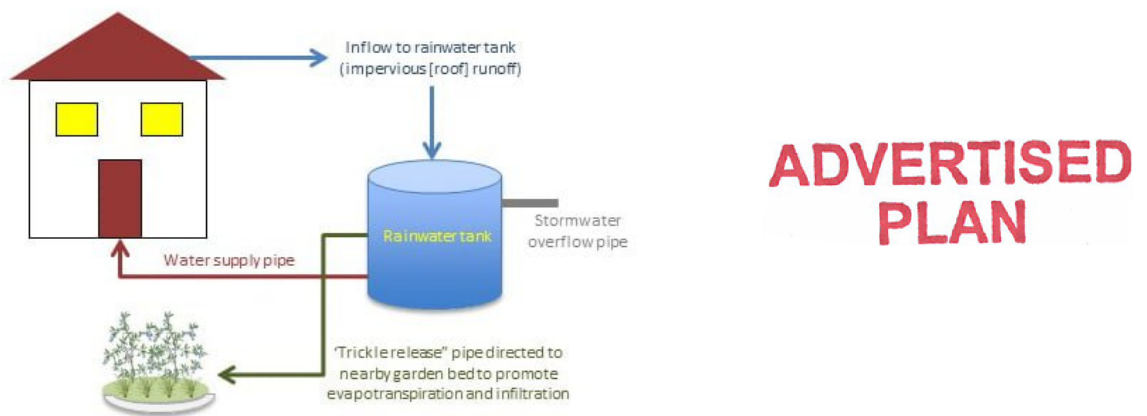 Inflow to rainwater tank
(impervious [roof] runoff)
ADVERTISED
PLAN
Rainwater tank
Stormwater
overflow pipe
Water supply pipe
'Trickle release" pipe directed to
nearby garden bed to promote
evapotranspiration and infiltration